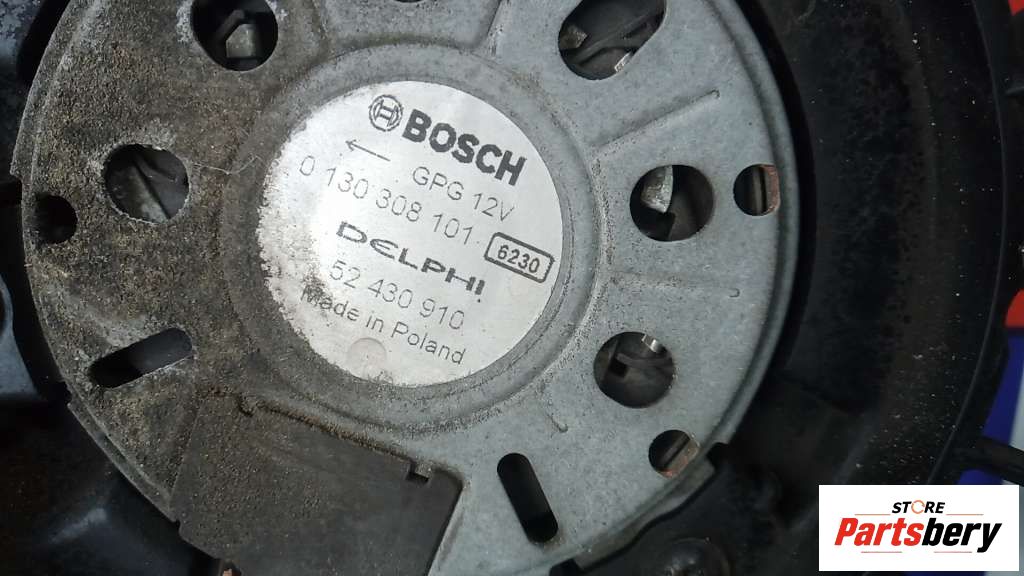 BOSCH
GPG 12V
0 130 308 101
6230
DELPHI
52 430 910
Made in Poland
STORE
Partsbery